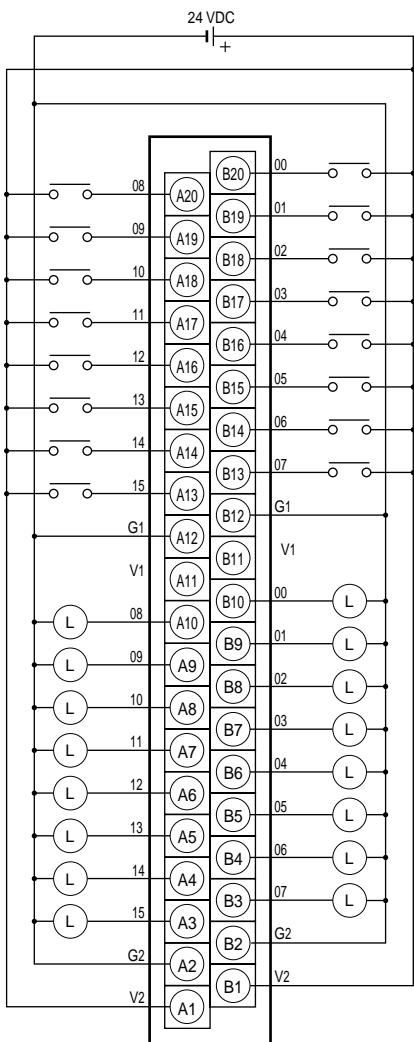 24 VDC
+
B20 00
08 A20
B19 01
09 A19
B18 02
10 A18
B17 03
11 A17
B16 04
12 A16
B15 05
13 A15
B14 06
14 A14
B13 07
15 A13
B12 G1
G1 A12
B11 V1
V1 A11
B10 00
L 08 A10
L
B9 01
L 09 A9
L
B8 02
L 10 A8
L
B7 03
L 11 A7
L
B6 04
L 12 A6
L
B5 05
L 13 A5
L
B4 06
L 14 A4
L
B3 07
L 15 A3
L
B2 G2
G2 A2
B1 V2
V2 A1